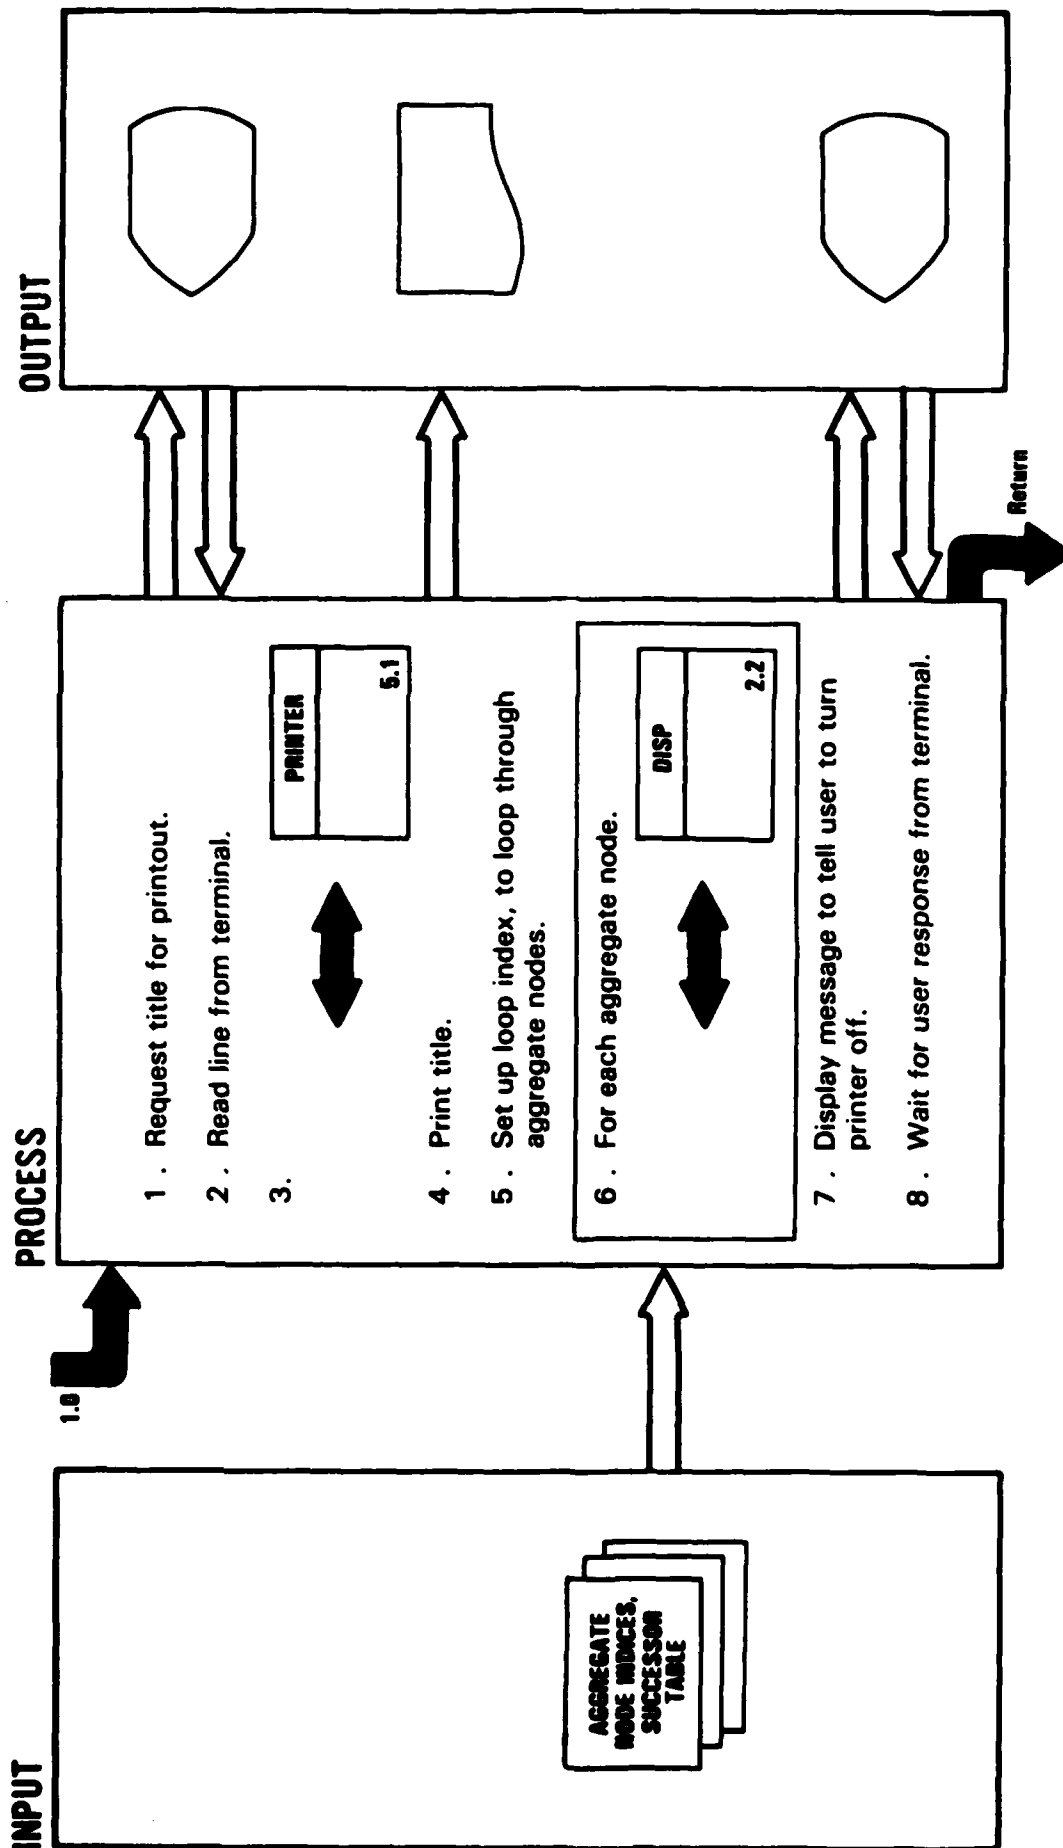 INPUT
AGGREGATE
NODE INDICES,
SUCCESSOR
TABLE
1.0
PROCESS
1. Request title for printout.
2. Read line from terminal.
3.
PRINTER
5.1
4. Print title.
5. Set up loop index, to loop through
aggregate nodes.
6. For each aggregate node.
DISP
2.2
7. Display message to tell user to turn
printer off.
8. Wait for user response from terminal.
Return
OUTPUT